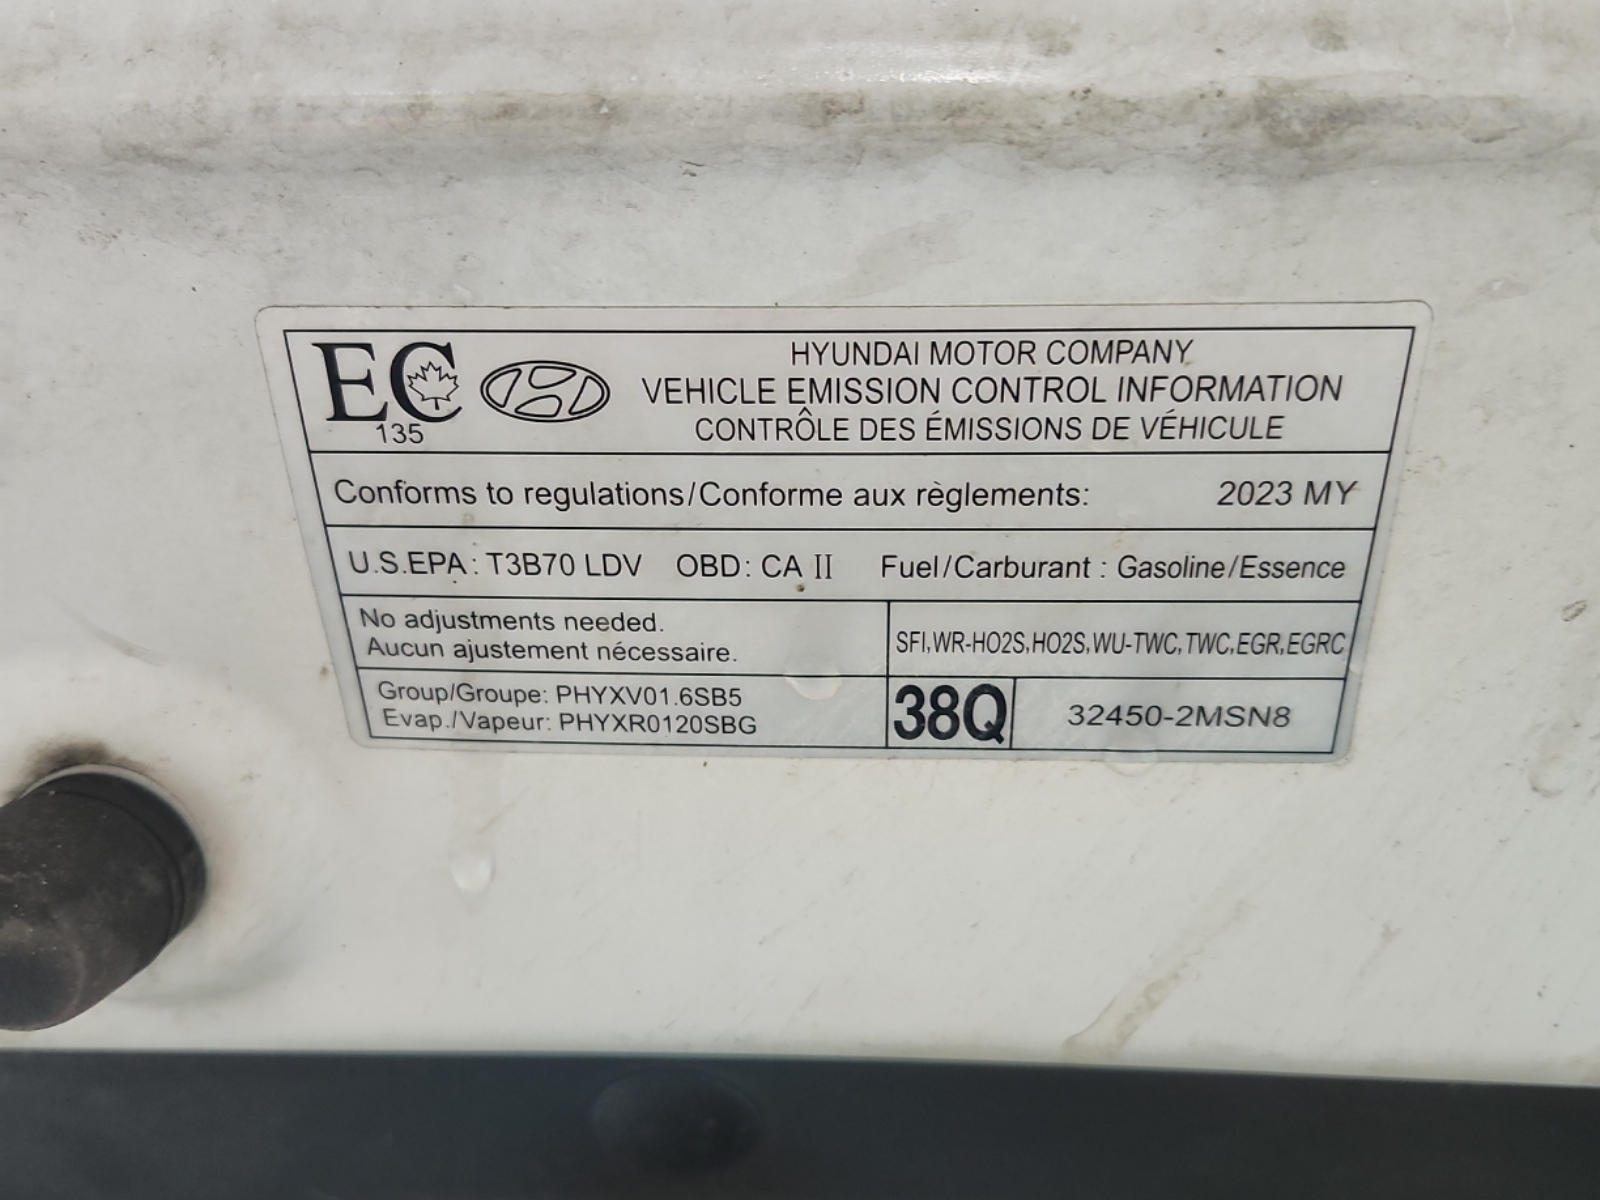 EC
135
HYUNDAI MOTOR COMPANY
VEHICLE EMISSION CONTROL INFORMATION
CONTRÔLE DES ÉMISSIONS DE VÉHICULE
Conforms to regulations/Conforme aux règlements: 2023 MY
U.S.EPA: T3B70 LDV OBD: CA II Fuel/Carburant : Gasoline/Essence
No adjustments needed.
Aucun ajustement nécessaire.
SFI,WR-HO2S,HO2S,WU-TWC,TWC,EGR,EGRC
Group/Groupe: PHYXV01.6SB5
Evap./Vapeur: PHYXR0120SBG
38Q
32450-2MSN8